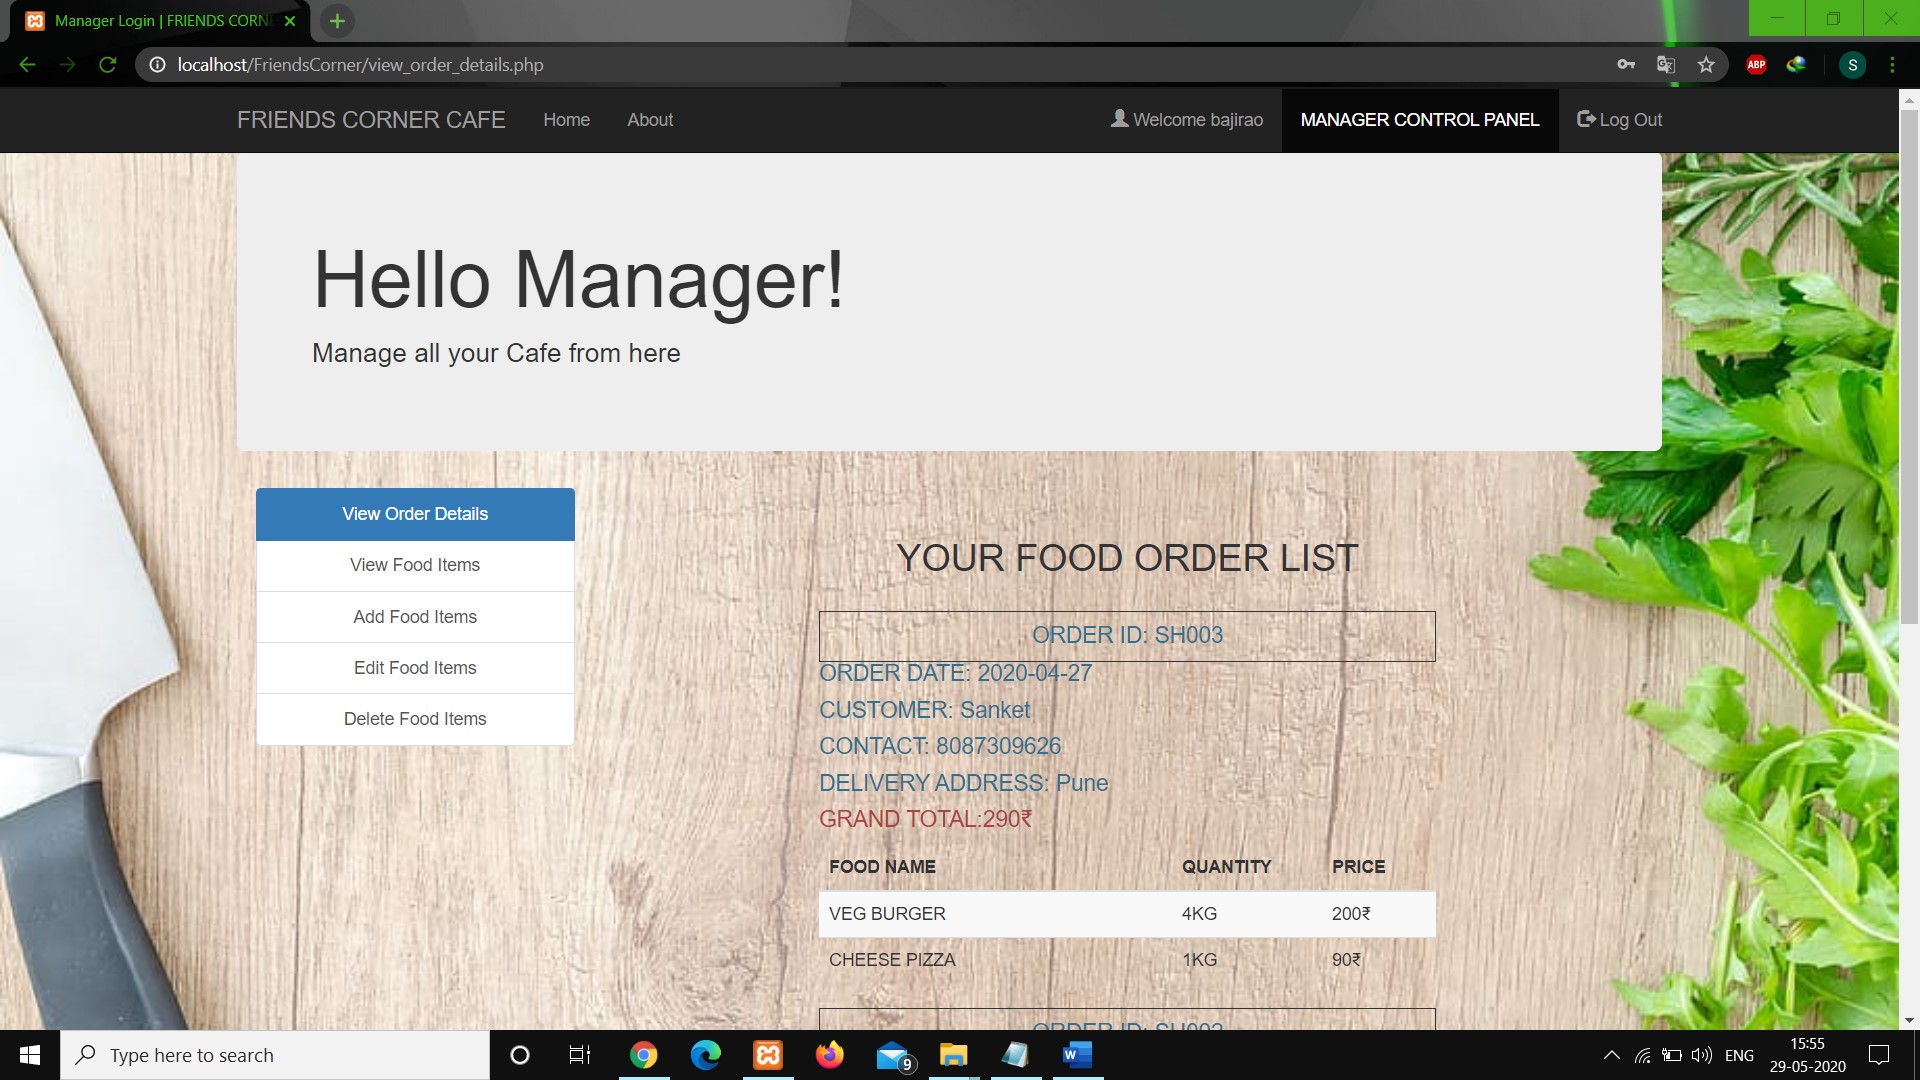 Manager Login | FRIENDS CORN
localhost/FriendsCorner/view_order_details.php
ABP
S
FRIENDS CORNER CAFE
Home
About
Welcome bajirao
MANAGER CONTROL PANEL
Log Out
Hello Manager!
Manage all your Cafe from here
View Order Details
View Food Items
Add Food Items
Edit Food Items
Delete Food Items
YOUR FOOD ORDER LIST
ORDER ID: SH003
ORDER DATE: 2020-04-27
CUSTOMER: Sanket
CONTACT: 8087309626
DELIVERY ADDRESS: Pune
GRAND TOTAL:290₹
FOOD NAME QUANTITY PRICE
VEG BURGER 4KG 200₹
CHEESE PIZZA 1KG 90₹
ORDER ID: SH002
Type here to search
9
W
ENG
15:55
29-05-2020